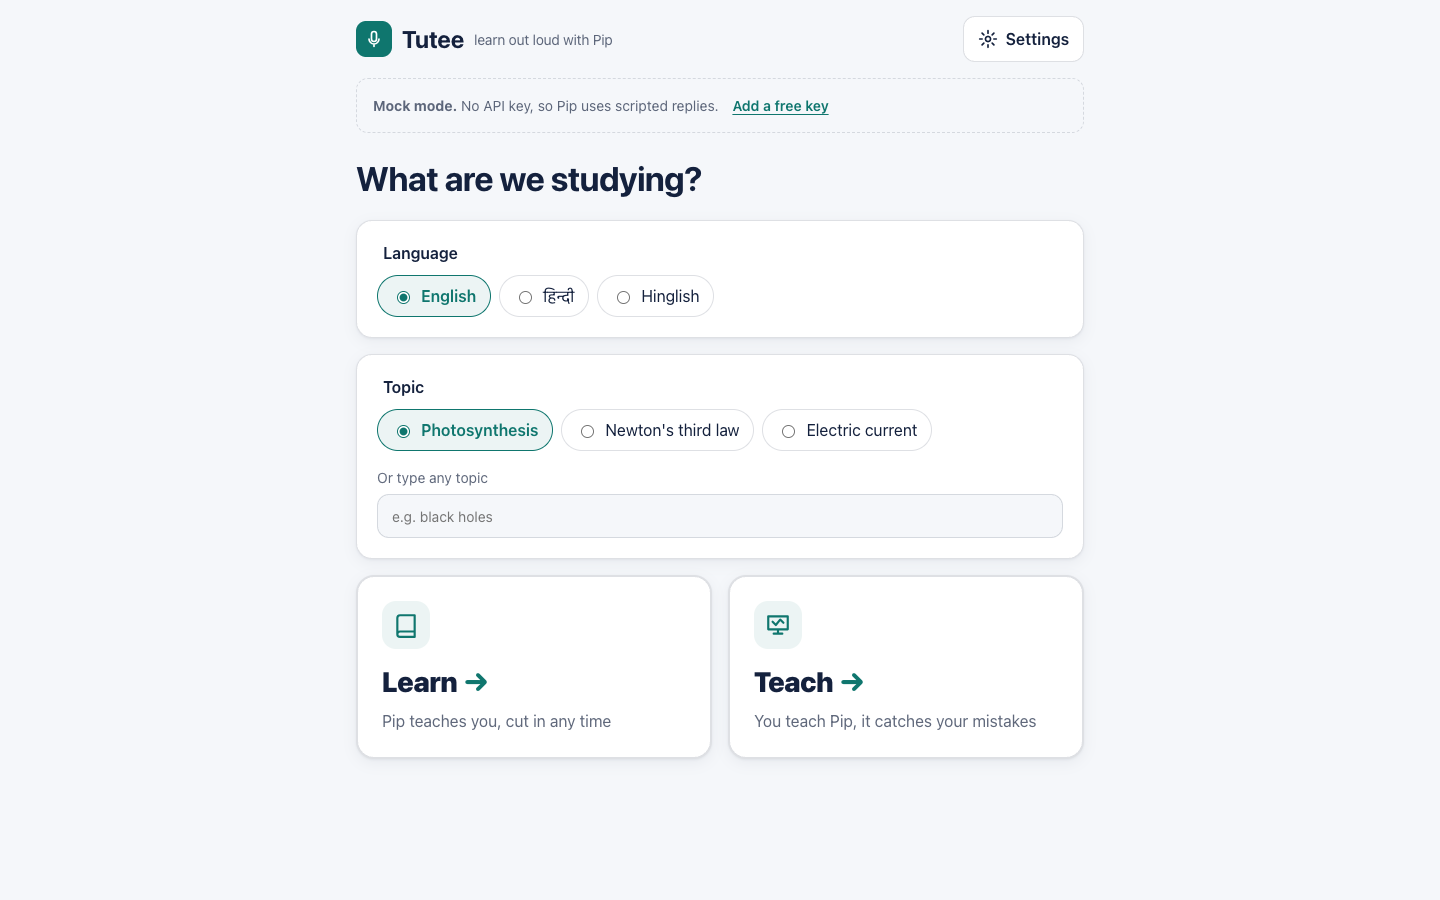 Tutee learn out loud with Pip
Settings
Mock mode. No API key, so Pip uses scripted replies. Add a free key
What are we studying?
Language
English
हिन्दी
Hinglish
Topic
Photosynthesis
Newton's third law
Electric current
Or type any topic
e.g. black holes
Learn →
Pip teaches you, cut in any time
Teach →
You teach Pip, it catches your mistakes